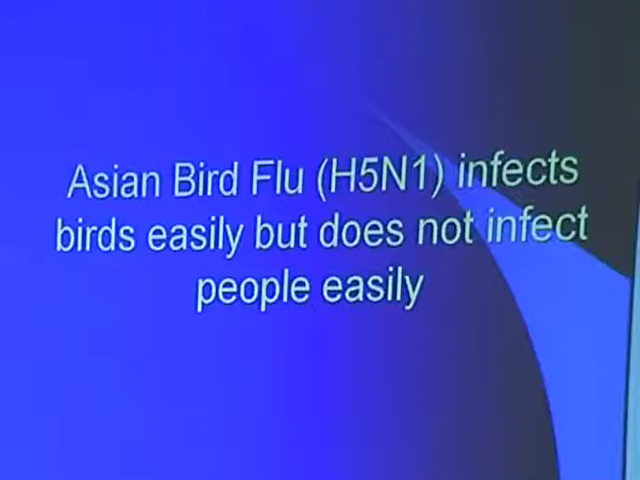 Asian Bird Flu (H5N1) infects
birds easily but does not infect
people easily